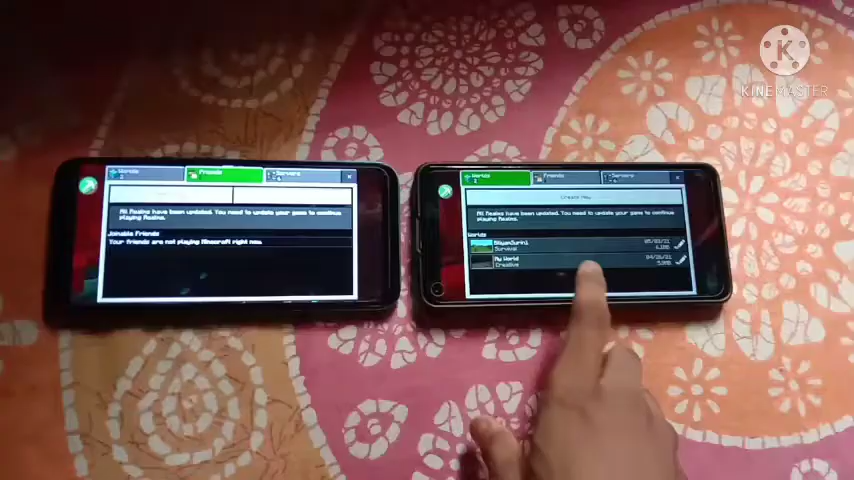 K
KINEMASTER
Worlds
Friends
Servers
All Realms have been updated. You need to update your game to continue
playing Realms.
Joinable Friends
Your friends are not playing Minecraft right now.
Worlds
Friends
Servers
Create New
All Realms have been updated. You need to update your game to continue
playing Realms.
Worlds
Survival
My World
Creative